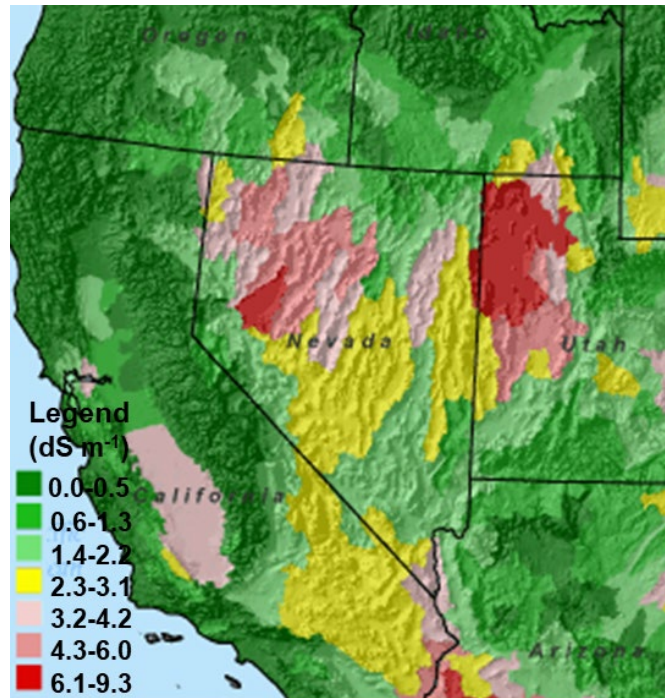 Oregon
Idaho
Nevada
Utah
Legend
(dS m⁻¹)
California
0.0-0.5
0.6-1.3
1.4-2.2
2.3-3.1
3.2-4.2
4.3-6.0
6.1-9.3
Arizona